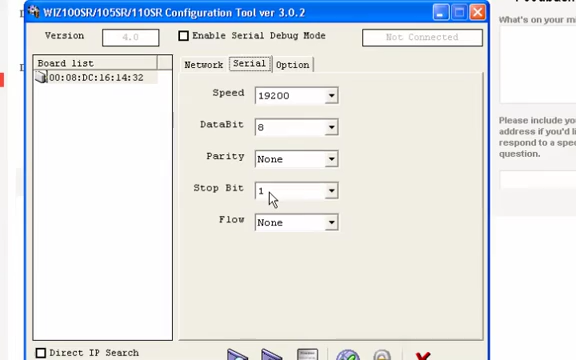 WIZ100SR/105SR/110SR Configuration Tool ver 3.0.2
Version 4.0 Enable Serial Debug Mode Not Connected
Board list
00:08:DC:16:14:32
Network Serial Option
Speed 19200
DataBit 8
Parity None
Stop Bit 1
Flow None
Direct IP Search
What's on your mi
Please include yo
address if you'd li
respond to a spec
question.